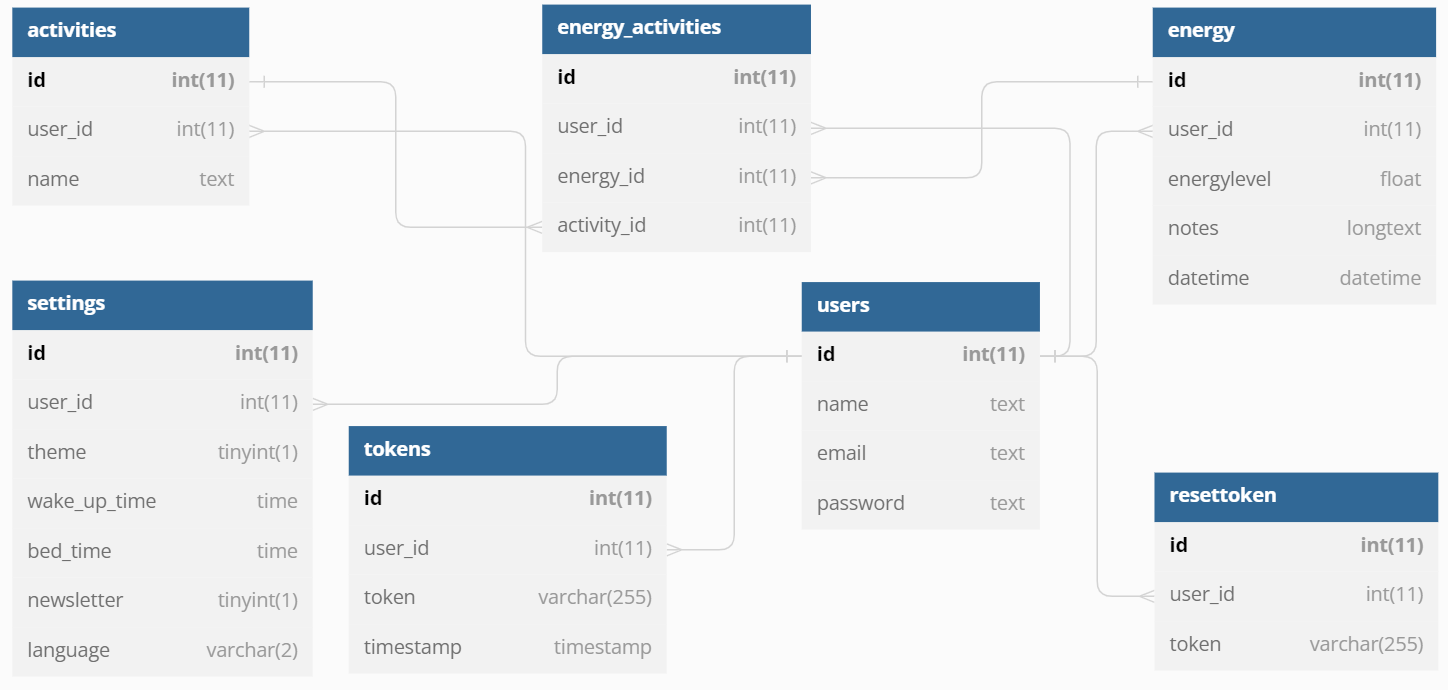 activities
id int(11)
user_id int(11)
name text
energy_activities
id int(11)
user_id int(11)
energy_id int(11)
activity_id int(11)
energy
id int(11)
user_id int(11)
energylevel float
notes longtext
datetime datetime
settings
id int(11)
user_id int(11)
theme tinyint(1)
wake_up_time time
bed_time time
newsletter tinyint(1)
language varchar(2)
tokens
id int(11)
user_id int(11)
token varchar(255)
timestamp timestamp
users
id int(11)
name text
email text
password text
resettoken
id int(11)
user_id int(11)
token varchar(255)